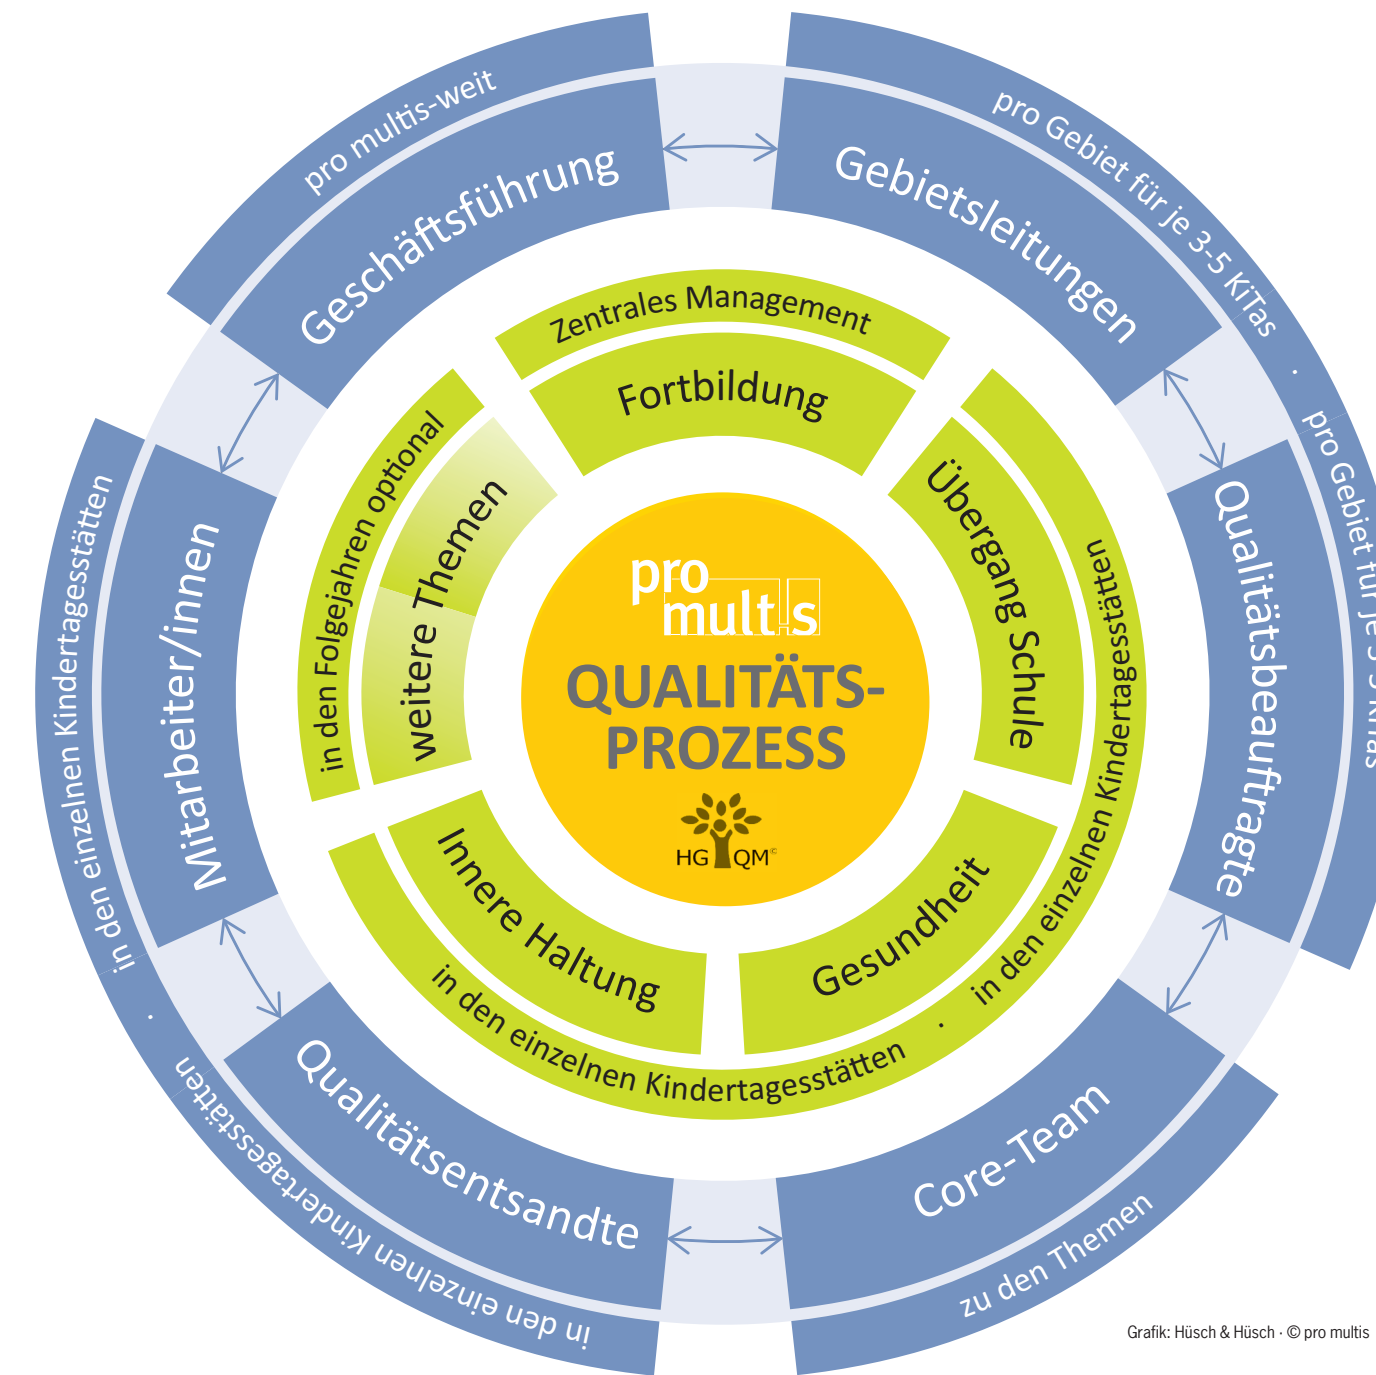 pro multis-weit
Geschäftsführung
pro Gebiet für je 3-5 KiTas
·
pro Gebiet für je 3-5 KiTas
Gebietsleitungen
Qualitätsbeauftragte
zu den Themen
Core-Team
in den einzelnen Kindertagesstätten
·
in den einzelnen Kindertagesstätten
Qualitätsentsandte
Mitarbeiter/innen
Zentrales Management
Fortbildung
in den einzelnen Kindertagesstätten
·
in den einzelnen Kindertagesstätten
Übergang Schule
Gesundheit
Innere Haltung
in den Folgejahren optional
weitere Themen
pro
multis
QUALITÄTS-
PROZESS
HG QM©
Grafik: Hüsch & Hüsch · © pro multis